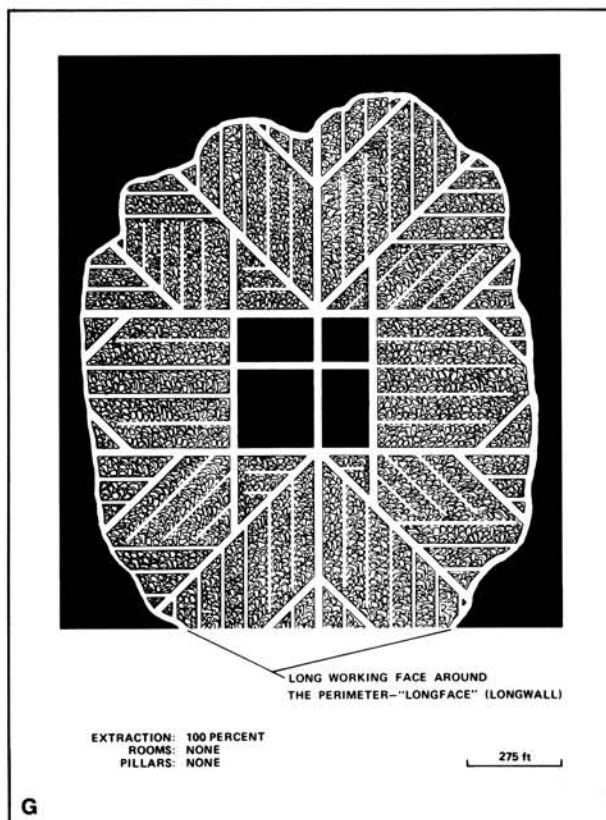 LONG WORKING FACE AROUND
THE PERIMETER–"LONGFACE" (LONGWALL)
EXTRACTION: 100 PERCENT
ROOMS: NONE
PILLARS: NONE
275 ft
G